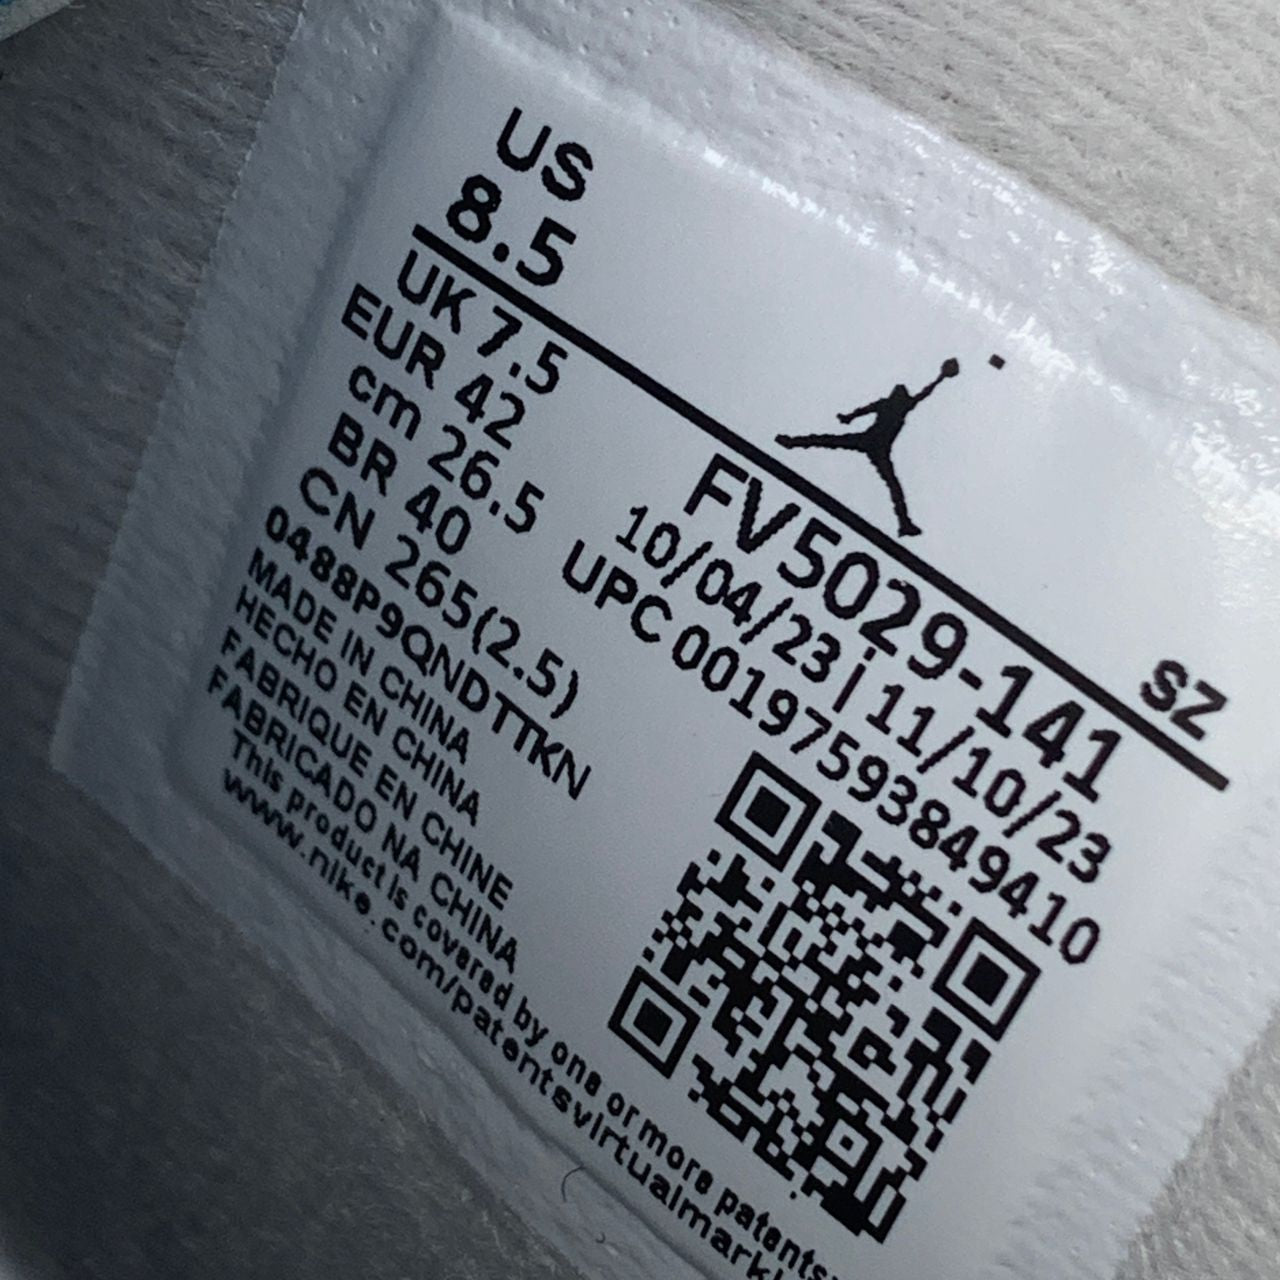 US
8.5
SZ
UK 7.5
EUR 42
cm 26.5
BR 40
CN 265(2.5)
0488P9QNDTTKN
MADE IN CHINA
HECHO EN CHINA
FABRIQUE EN CHINE
FABRICADO NA CHINA
This product is covered by one or more patents.
www.nike.com/patentsvirtualmarki
FV5029-141
10/04/23 | 11/10/23
UPC 00197593849410